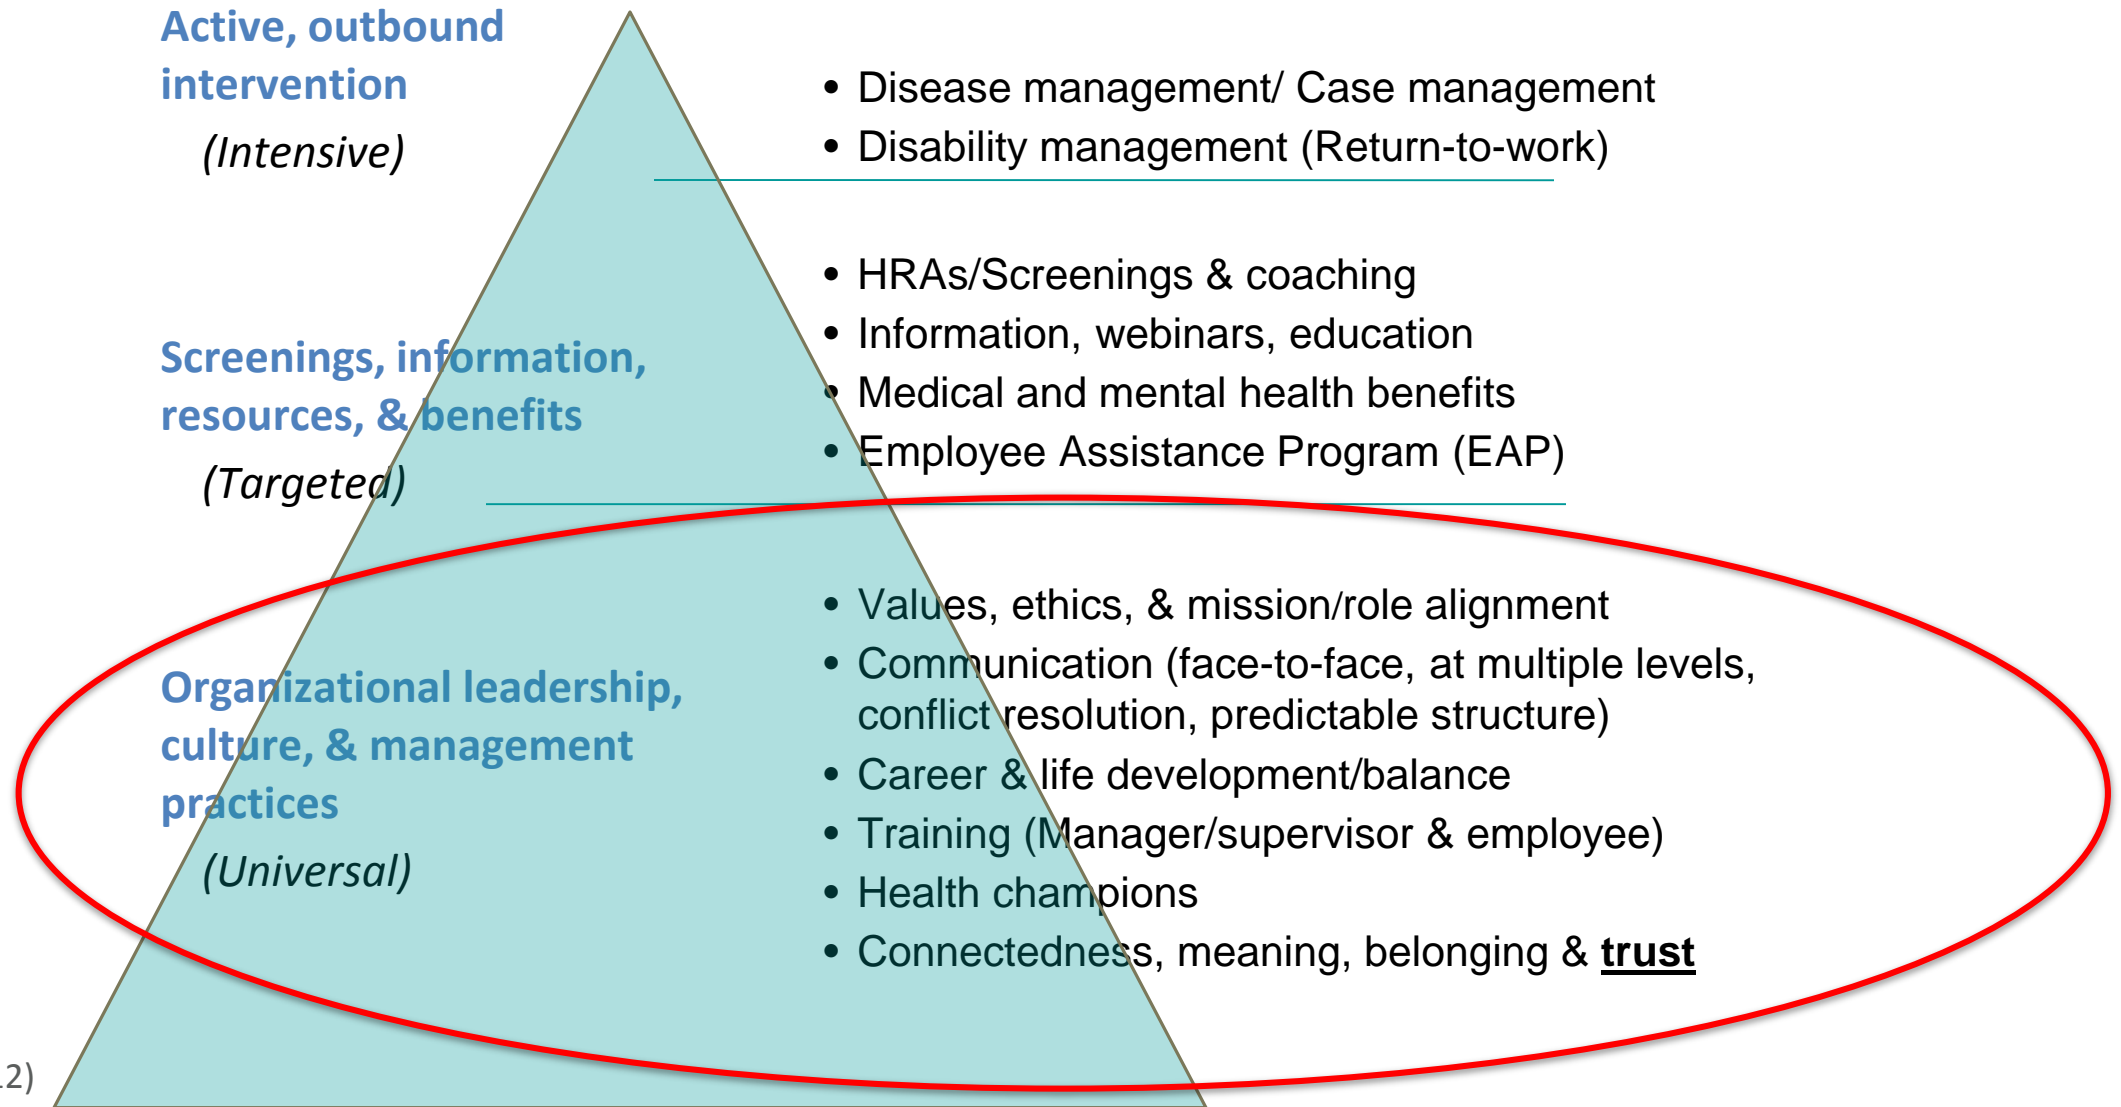 Active, outbound
intervention
(Intensive)
• Disease management/ Case management
• Disability management (Return-to-work)
Screenings, information,
resources, & benefits
(Targeted)
• HRAs/Screenings & coaching
• Information, webinars, education
• Medical and mental health benefits
• Employee Assistance Program (EAP)
Organizational leadership,
culture, & management
practices
(Universal)
• Values, ethics, & mission/role alignment
• Communication (face-to-face, at multiple levels,
conflict resolution, predictable structure)
• Career & life development/balance
• Training (Manager/supervisor & employee)
• Health champions
• Connectedness, meaning, belonging & trust
2)